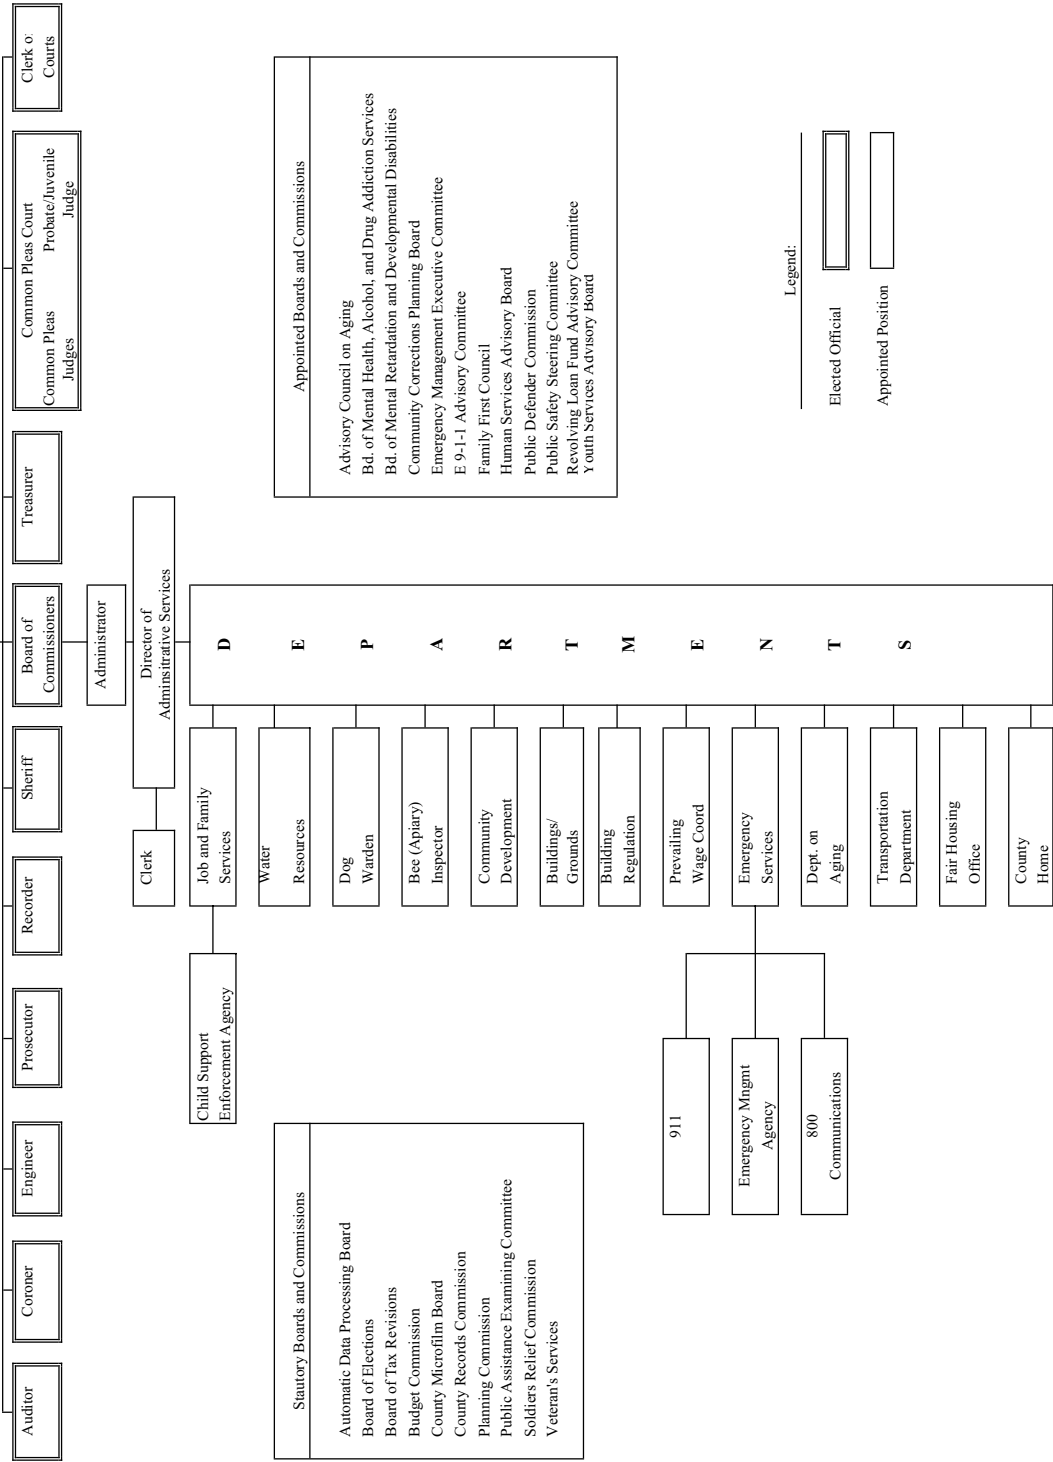 Auditor
Coroner
Engineer
Prosecutor
Recorder
Sheriff
Board of
Commissioners
Treasurer
Common Pleas Court
Common Pleas Probate/Juvenile
Judges Judge
Clerk o
Courts
Administrator
Director of
Adminsitrative Services
Clerk
D
E
P
A
R
T
M
E
N
T
S
Job and Family
Services
Child Support
Enforcement Agency
Water
Resources
Dog
Warden
Bee (Apiary)
Inspector
Community
Development
Buildings/
Grounds
Building
Regulation
Prevailing
Wage Coord
Emergency
Services
911
Emergency Mngmt
Agency
800
Communications
Dept. on
Aging
Transportation
Department
Fair Housing
Office
County
Home
Stautory Boards and Commissions
Automatic Data Processing Board
Board of Elections
Board of Tax Revisions
Budget Commission
County Microfilm Board
County Records Commission
Planning Commission
Public Assistance Examining Committee
Soldiers Relief Commission
Veteran's Services
Appointed Boards and Commissions
Advisory Council on Aging
Bd. of Mental Health, Alcohol, and Drug Addiction Services
Bd. of Mental Retardation and Developmental Disabilities
Community Corrections Planning Board
Emergency Management Executive Committee
E 9-1-1 Advisory Committee
Family First Council
Human Services Advisory Board
Public Defender Commission
Public Safety Steering Committee
Revolving Loan Fund Advisory Committee
Youth Services Advisory Board
Legend:
Elected Official
Appointed Position